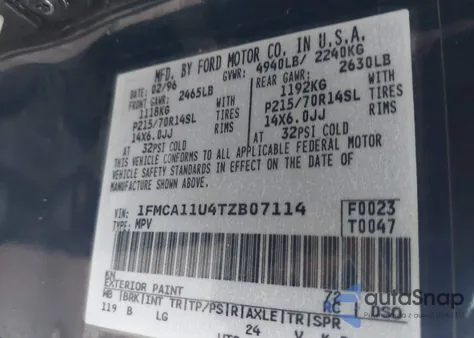 MFD. BY FORD MOTOR CO. IN U.S.A.
DATE: 02/96 GVWR: 4940LB/ 2240KG
FRONT GAWR: 2465LB REAR GAWR: 2630LB
1118KG 1192KG
P215/70R14SL TIRES P215/70R14SL TIRES
14X6.0JJ RIMS 14X6.0JJ RIMS
AT 32PSI COLD AT 32PSI COLD
THIS VEHICLE CONFORMS TO ALL APPLICABLE FEDERAL MOTOR
VEHICLE SAFETY STANDARDS IN EFFECT ON THE DATE OF
MANUFACTURE SHOWN ABOVE.
VIN: 1FMCA11U4TZB07114 F0023
TYPE: MPV T0047
KN 72
EXTERIOR PAINT RC DSO
WB BRK INT TR TP/PS R AXLE TR SPR
119 B LG 24 V
autoSnap